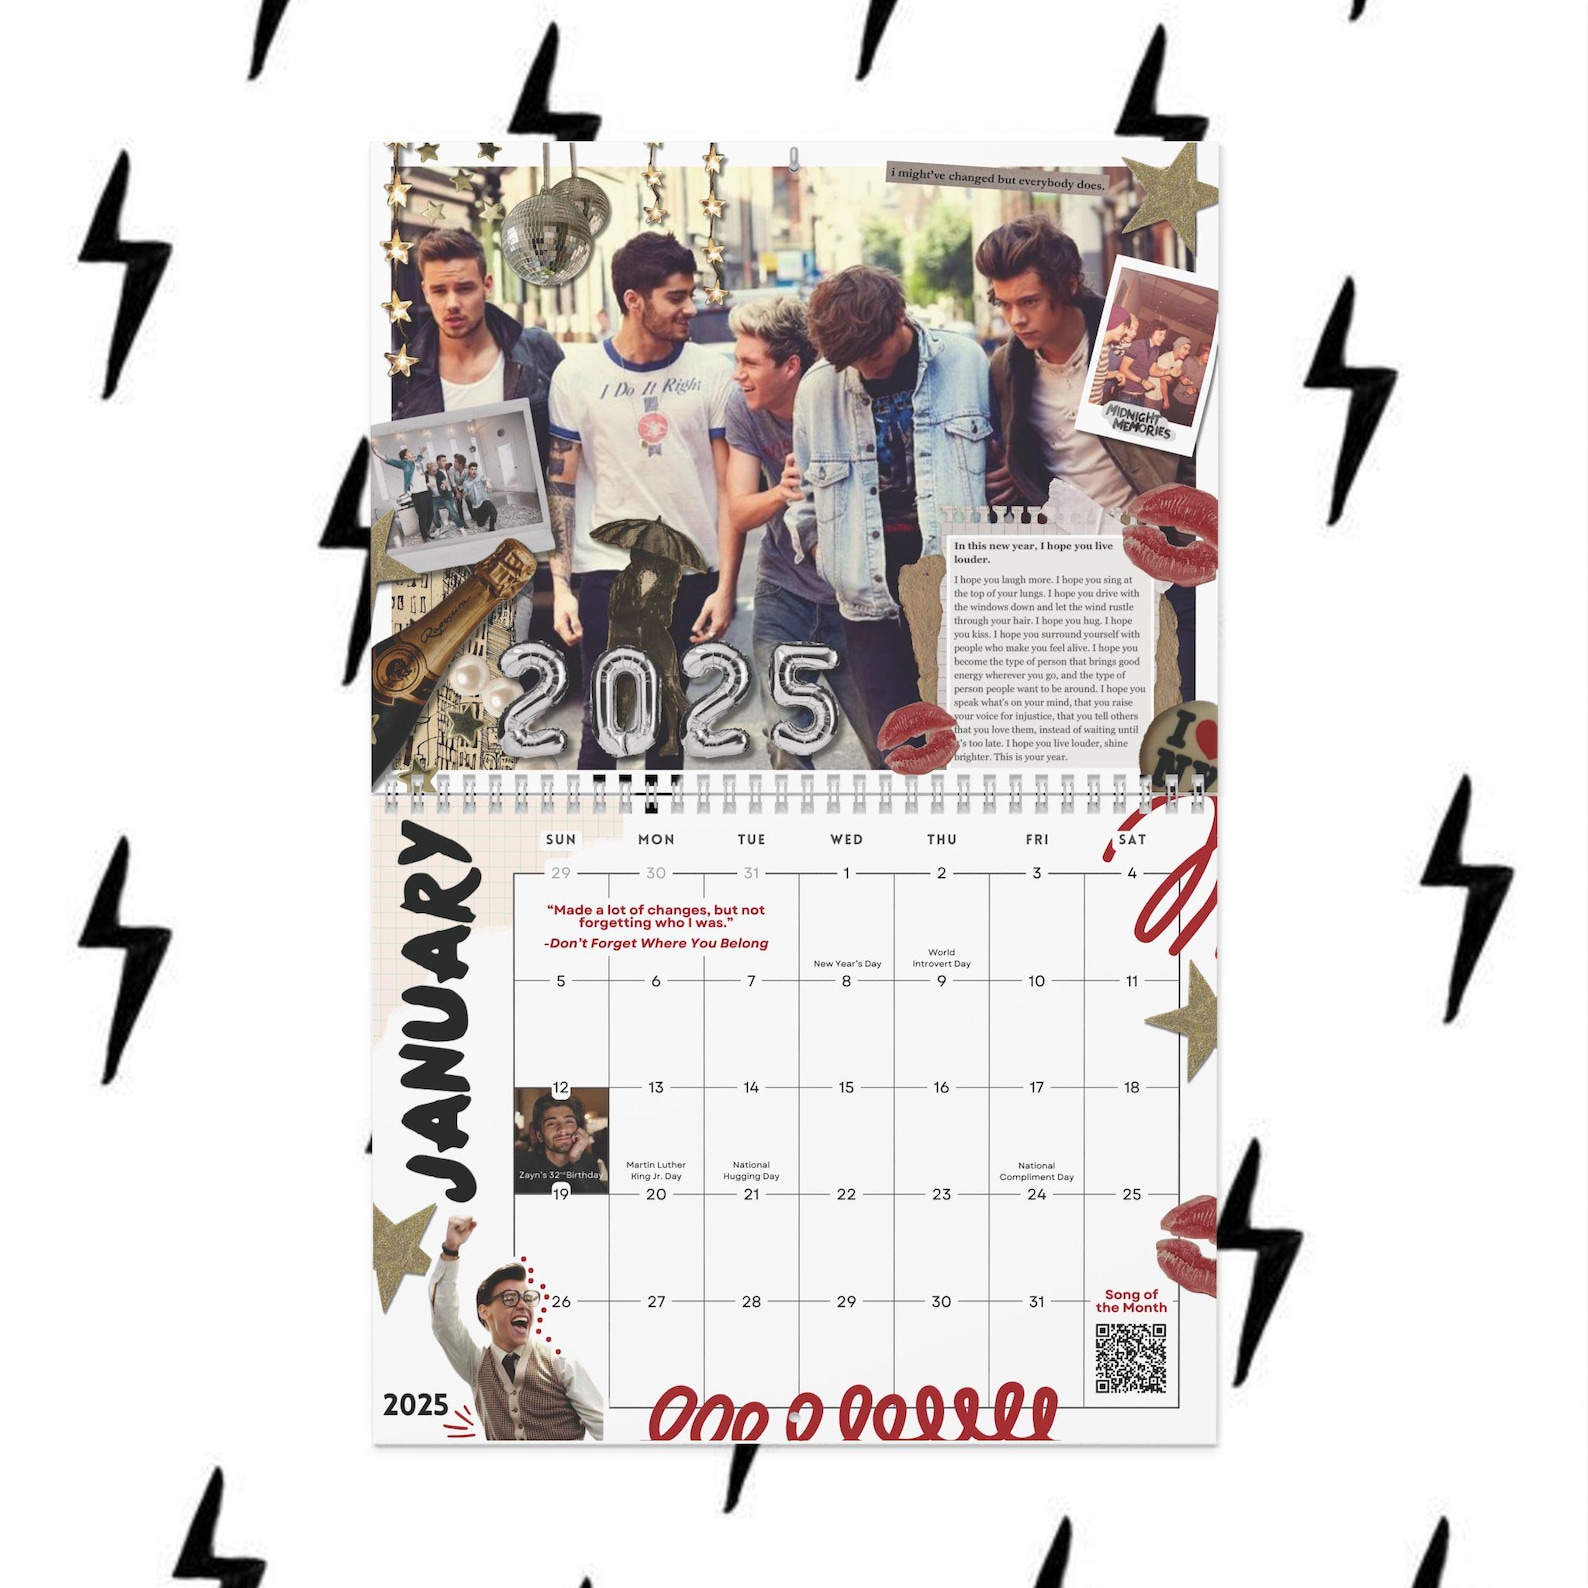 i might've changed but everybody does.
I Do It Right
MIDNIGHT
MEMORIES
In this new year, I hope you live
louder.
I hope you laugh more. I hope you sing at
the top of your lungs. I hope you drive with
the windows down and let the wind rustle
through your hair. I hope you hug. I hope
you kiss. I hope you surround yourself with
people who make you feel alive. I hope you
become the type of person that brings good
energy wherever you go, and the type of
person people want to be around. I hope you
speak what's on your mind, that you raise
your voice for injustice, that you tell others
that you love them, instead of waiting until
it's too late. I hope you live louder, shine
brighter. This is your year.
2025
I ♥
NY
JANUARY
SUN MON TUE WED THU FRI SAT
29 30 31 1 2 3 4
“Made a lot of changes, but not
forgetting who I was.”
-Don't Forget Where You Belong
New Year's Day
World
Introvert Day
5 6 7 8 9 10 11
12 13 14 15 16 17 18
Zayn's 32nd Birthday
Martin Luther
King Jr. Day
National
Hugging Day
National
Compliment Day
19 20 21 22 23 24 25
26 27 28 29 30 31
Song of
the Month
2025